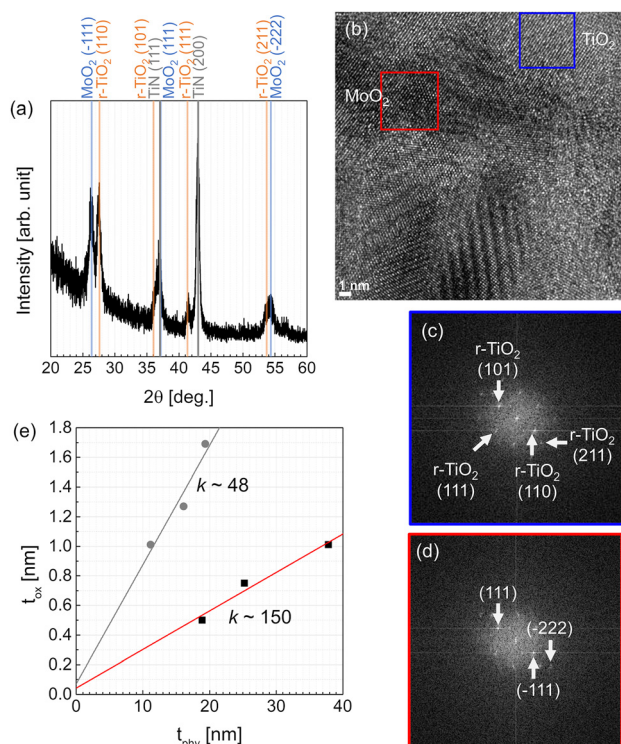 MoO2 (-111)
r-TiO2 (110)
r-TiO2 (101)
TiN (111)
MoO2 (111)
r-TiO2 (111)
TiN (200)
r-TiO2 (211)
MoO2 (-222)
(a)
Intensity [arb. unit]
20 25 30 35 40 45 50 55 60
2θ [deg.]
(b)
TiO2
MoO2
1 nm
(c)
r-TiO2
(101)
r-TiO2
(211)
r-TiO2
(111)
r-TiO2
(110)
(d)
(111)
(-222)
(-111)
(e)
1.8
1.6
1.4
1.2
1.0
0.8
0.6
0.4
0.2
0.0
tox [nm]
k ~ 48
k ~ 150
0 10 20 30 40
tphy [nm]